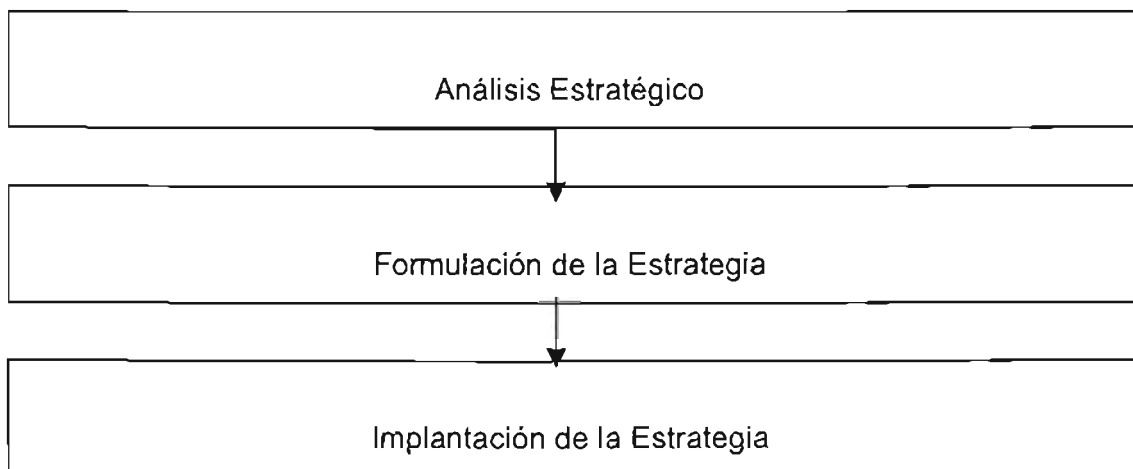 Análisis Estratégico
Formulación de la Estrategia
Implantación de la Estrategia